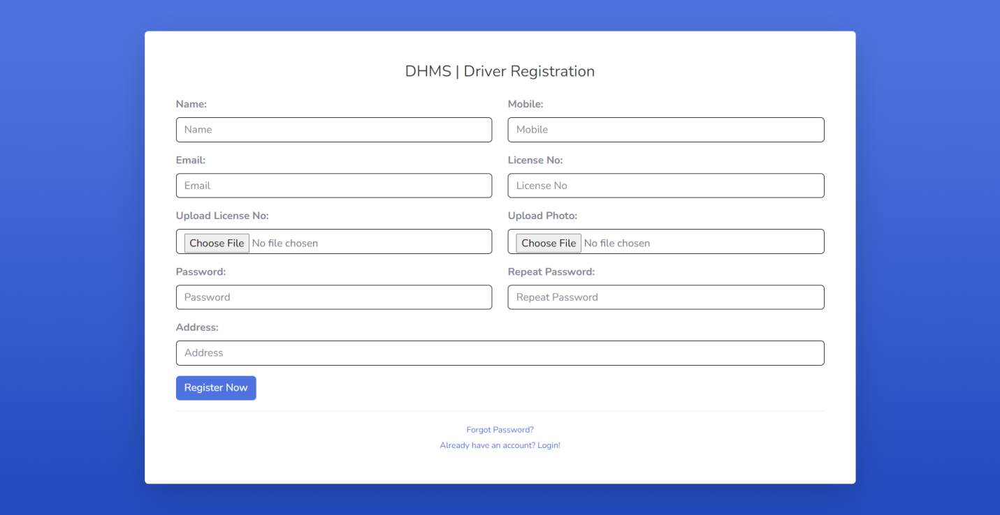 DHMS | Driver Registration
Name: Mobile:
Name Mobile
Email: License No:
Email License No
Upload License No: Upload Photo:
Choose File No file chosen Choose File No file chosen
Password: Repeat Password:
Password Repeat Password
Address:
Address
Register Now
Forgot Password?
Already have an account? Login!